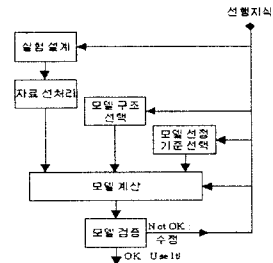 선행지식
실험 설계
자료 선처리
모델 구조
선택
모델 선정
기준 선택
모델 계산
모델 검증
Not OK :
수정
OK : Use It!